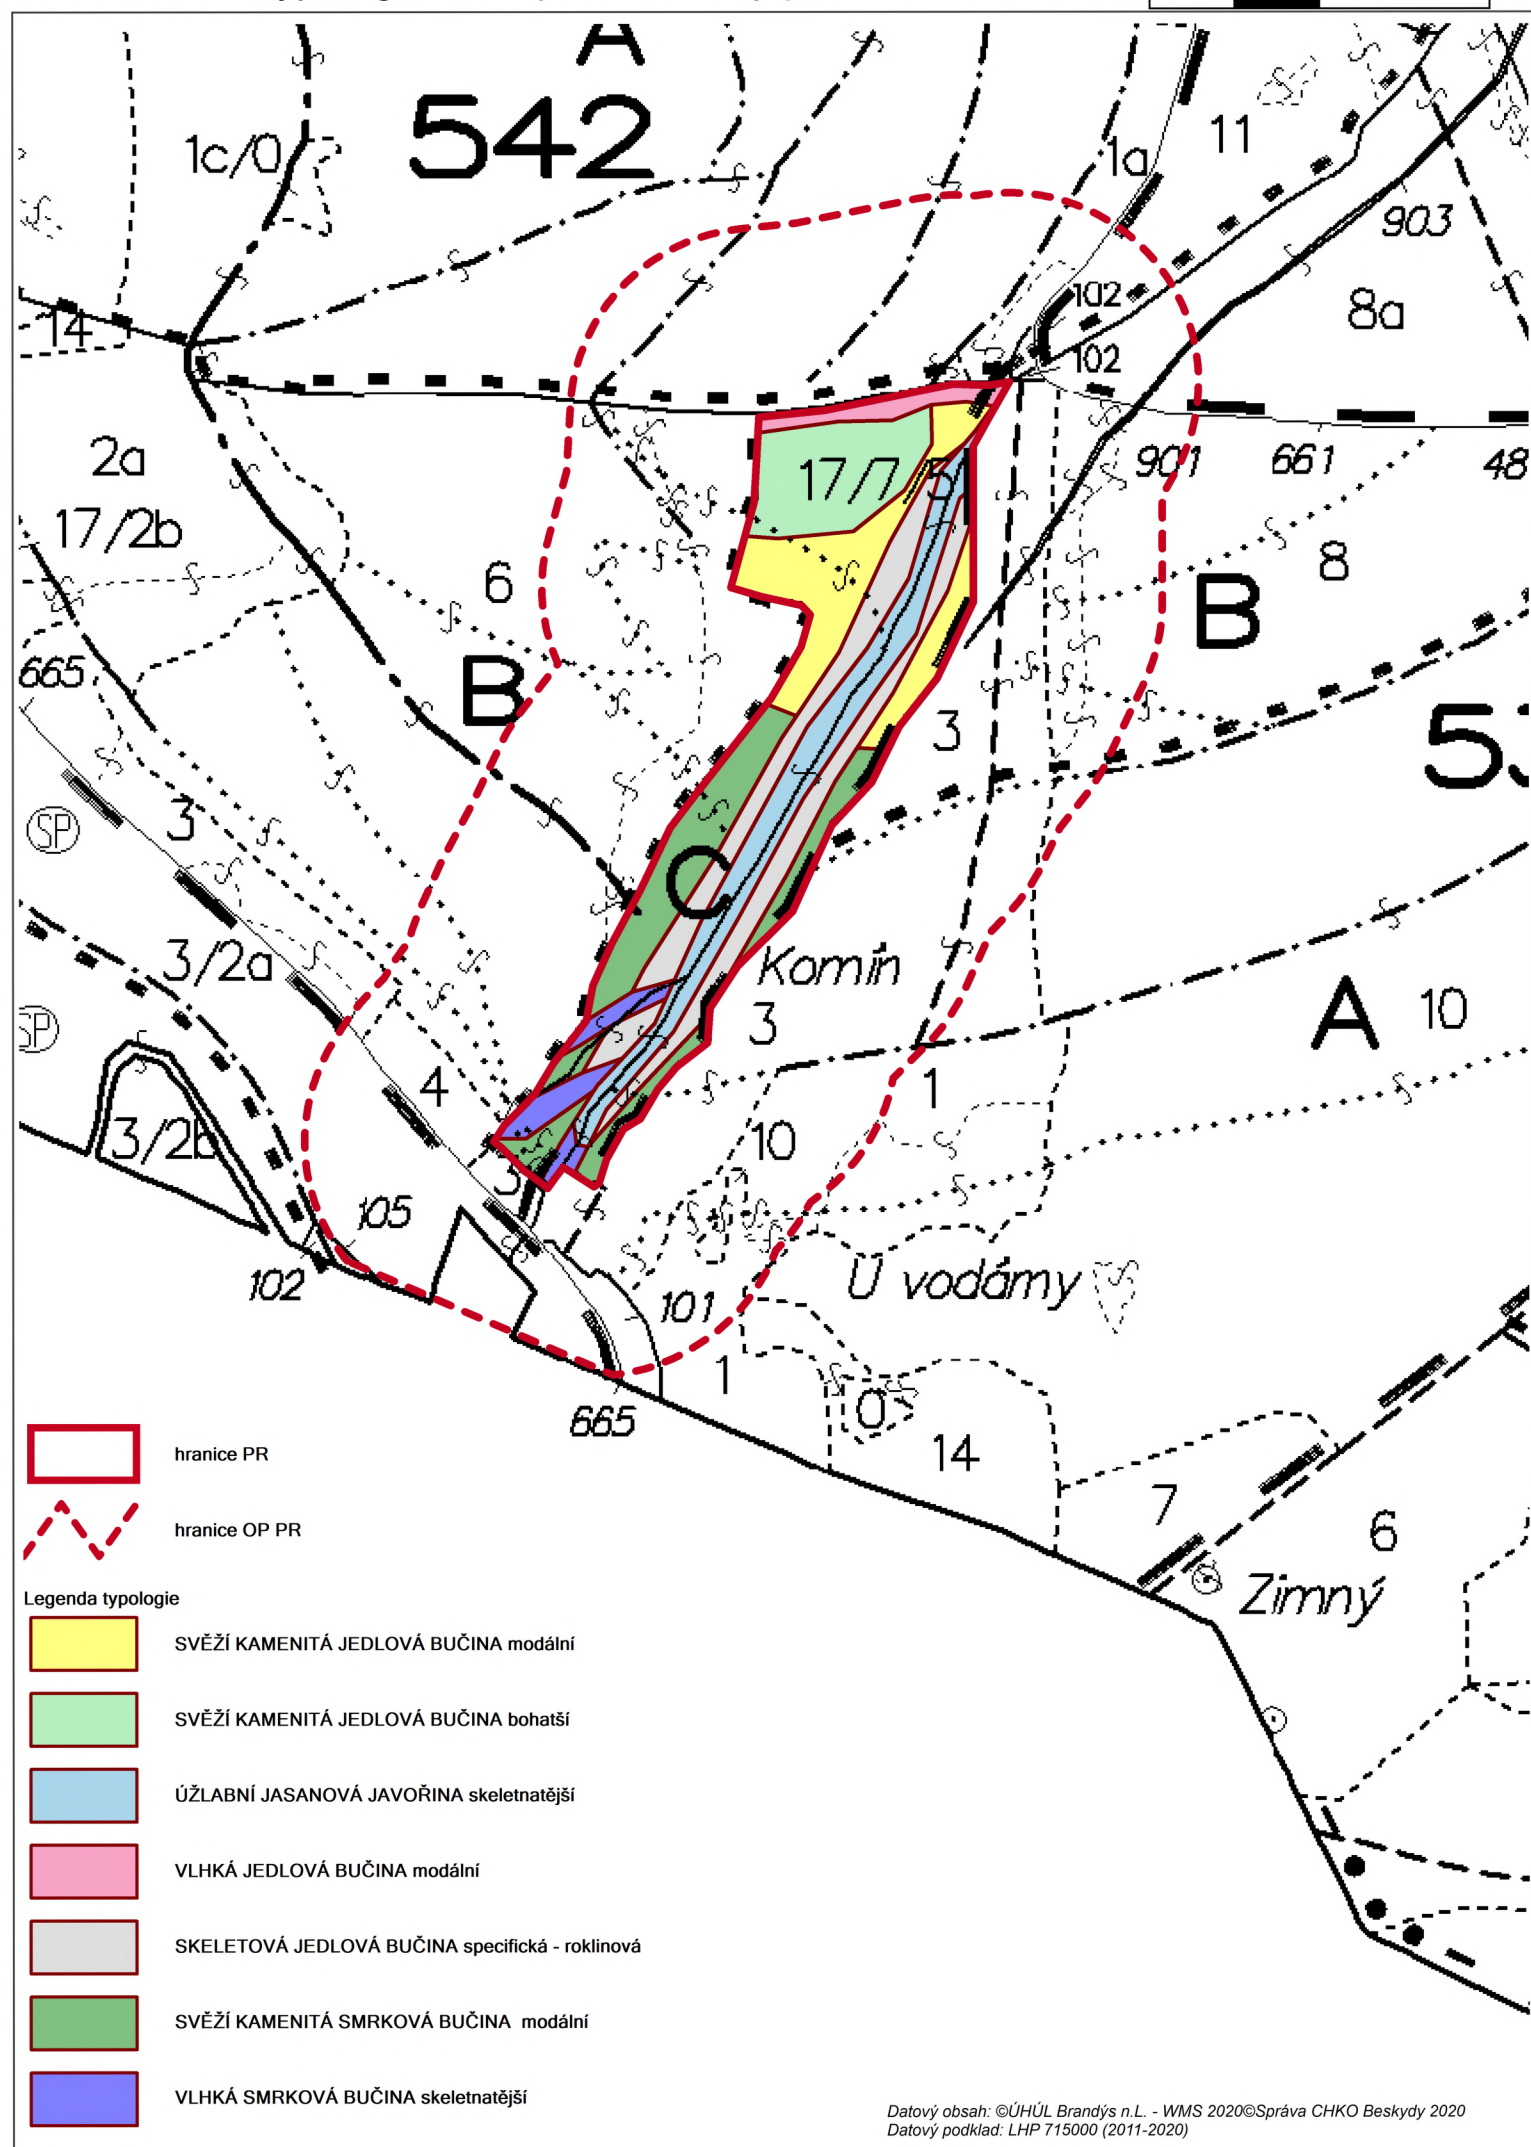 A
542
1c/0
1a
11
903
14
102
102
8a
2a
17/7
5
901
661
48
17/2b
6
8
B
665
B
3
53
3
SP
C
Komín
3/2a
3
A
10
SP
4
1
3/2b
10
3
105
102
Ú vodárny
101
1
0
665
14
7
6
Zimný
hranice PR
hranice OP PR
Legenda typologie
SVĚŽÍ KAMENITÁ JEDLOVÁ BUČINA modální
SVĚŽÍ KAMENITÁ JEDLOVÁ BUČINA bohatší
ÚŽLABNÍ JASANOVÁ JAVOŘINA skeletnatější
VLHKÁ JEDLOVÁ BUČINA modální
SKELETOVÁ JEDLOVÁ BUČINA specifická - roklinová
SVĚŽÍ KAMENITÁ SMRKOVÁ BUČINA modální
VLHKÁ SMRKOVÁ BUČINA skeletnatější
Datový obsah: ©ÚHÚL Brandýs n.L. - WMS 2020©Správa CHKO Beskydy 2020
Datový podklad: LHP 715000 (2011-2020)